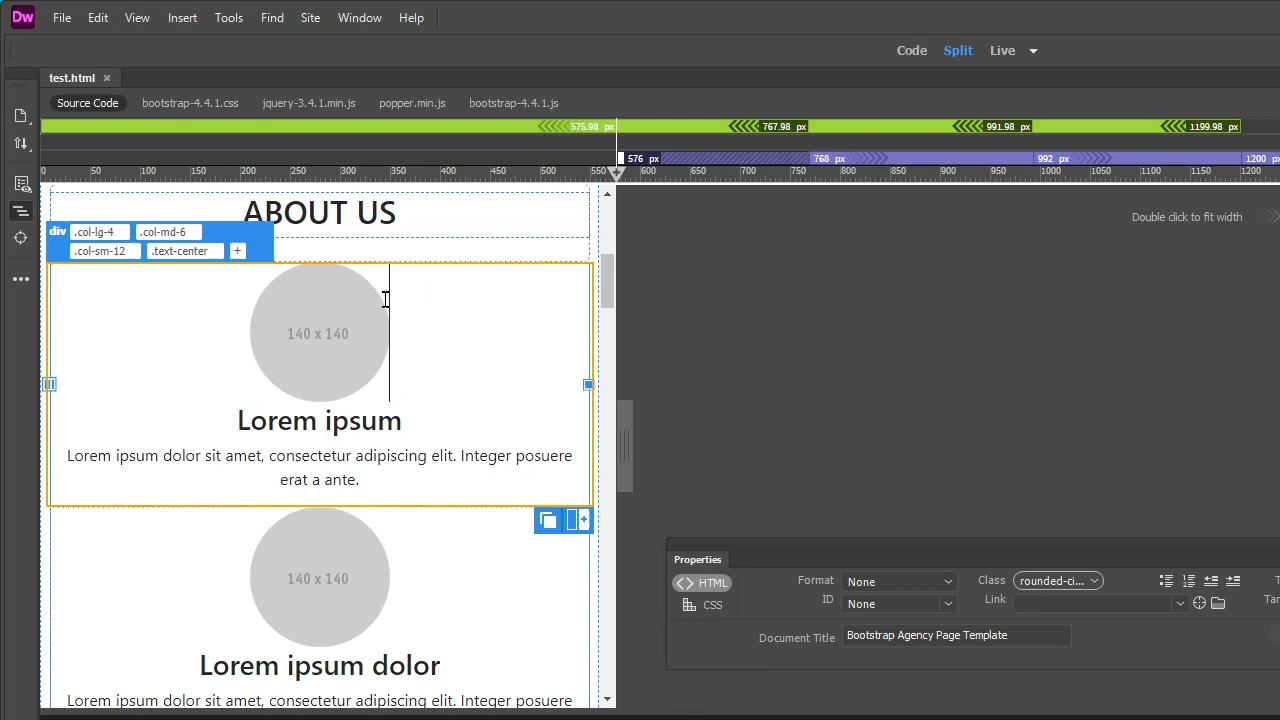 Dw File Edit View Insert Tools Find Site Window Help
Code Split Live
test.html ×
Source Code bootstrap-4.4.1.css jquery-3.4.1.min.js popper.min.js bootstrap-4.4.1.js
575.98 px 767.98 px 991.98 px 1199.98 px
576 px 768 px 992 px 1200 px
0 50 100 150 200 250 300 350 400 450 500 550 600 650 700 750 800 850 900 950 1000 1050 1100 1150 1200
ABOUT US
Double click to fit width
div .col-lg-4 .col-md-6
.col-sm-12 .text-center +
140 x 140
Lorem ipsum
Lorem ipsum dolor sit amet, consectetur adipiscing elit. Integer posuere
erat a ante.
140 x 140
Lorem ipsum dolor
Lorem ipsum dolor sit amet, consectetur adipiscing elit. Integer posuere
Properties
HTML Format None Class rounded-ci...
CSS ID None Link Tar
Document Title Bootstrap Agency Page Template